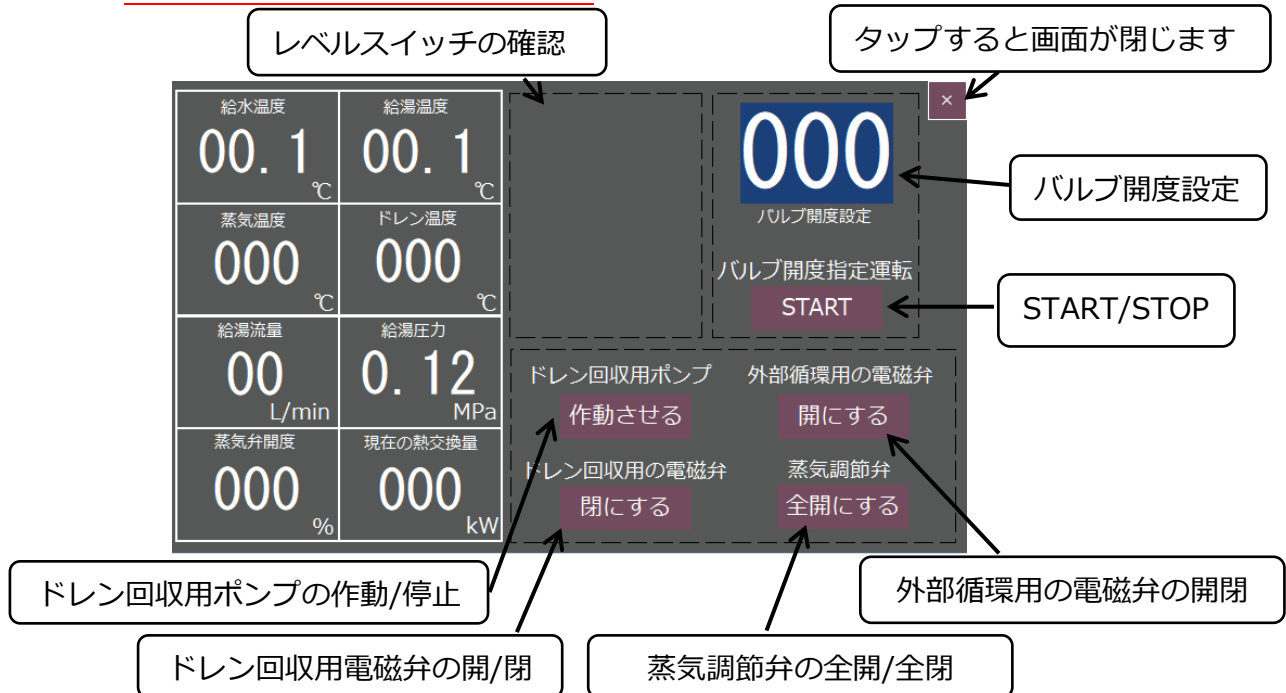 レベルスイッチの確認
タップすると画面が閉じます
×
給水温度
00.1
℃
給湯温度
00.1
℃
蒸気温度
000
℃
ドレン温度
000
℃
給湯流量
00
L/min
給湯圧力
0.12
MPa
蒸気弁開度
000
%
現在の熱交換量
000
kW
000
バルブ開度設定
バルブ開度設定
バルブ開度指定運転
START
START/STOP
ドレン回収用ポンプ
作動させる
外部循環用の電磁弁
開にする
ドレン回収用の電磁弁
閉にする
蒸気調節弁
全開にする
ドレン回収用ポンプの作動/停止
外部循環用の電磁弁の開閉
ドレン回収用電磁弁の開/閉
蒸気調節弁の全開/全閉